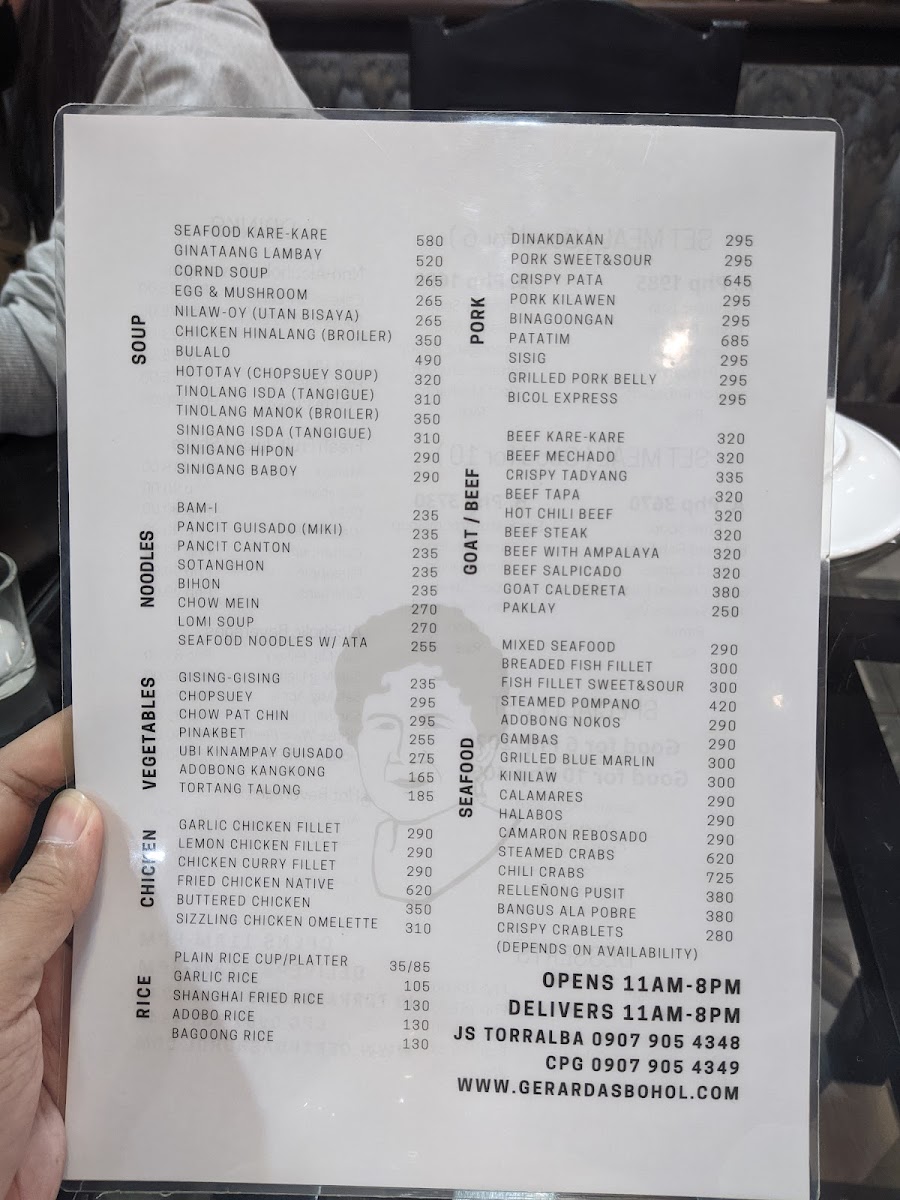 SOUP
SEAFOOD KARE-KARE 580
GINATAANG LAMBAY 520
CORND SOUP 265
EGG & MUSHROOM 265
NILAW-OY (UTAN BISAYA) 265
CHICKEN HINALANG (BROILER) 350
BULALO 490
HOTOTAY (CHOPSUEY SOUP) 320
TINOLANG ISDA (TANGIGUE) 310
TINOLANG MANOK (BROILER) 350
SINIGANG ISDA (TANGIGUE) 310
SINIGANG HIPON 290
SINIGANG BABOY 290
NOODLES
BAM-I 235
PANCIT GUISADO (MIKI) 235
PANCIT CANTON 235
SOTANGHON 235
BIHON 235
CHOW MEIN 270
LOMI SOUP 270
SEAFOOD NOODLES W/ ATA 255
VEGETABLES
GISING-GISING 235
CHOPSUEY 295
CHOW PAT CHIN 295
PINAKBET 255
UBI KINAMPAY GUISADO 275
ADOBONG KANGKONG 165
TORTANG TALONG 185
CHICKEN
GARLIC CHICKEN FILLET 290
LEMON CHICKEN FILLET 290
CHICKEN CURRY FILLET 290
FRIED CHICKEN NATIVE 620
BUTTERED CHICKEN 350
SIZZLING CHICKEN OMELETTE 310
RICE
PLAIN RICE CUP/PLATTER 35/85
GARLIC RICE 105
SHANGHAI FRIED RICE 130
ADOBO RICE 130
BAGOONG RICE 130
PORK
DINAKDAKAN 295
PORK SWEET&SOUR 295
CRISPY PATA 645
PORK KILAWEN 295
BINAGOONGAN 295
PATATIM 685
SISIG 295
GRILLED PORK BELLY 295
BICOL EXPRESS 295
GOAT / BEEF
BEEF KARE-KARE 320
BEEF MECHADO 320
CRISPY TADYANG 335
BEEF TAPA 320
HOT CHILI BEEF 320
BEEF STEAK 320
BEEF WITH AMPALAYA 320
BEEF SALPICADO 320
GOAT CALDERETA 380
PAKLAY 250
SEAFOOD
MIXED SEAFOOD 290
BREADED FISH FILLET 300
FISH FILLET SWEET&SOUR 300
STEAMED POMPANO 420
ADOBONG NOKOS 290
GAMBAS 290
GRILLED BLUE MARLIN 300
KINILAW 300
CALAMARES 290
HALABOS 290
CAMARON REBOSADO 290
STEAMED CRABS 620
CHILI CRABS 725
RELLEÑONG PUSIT 380
BANGUS ALA POBRE 380
CRISPY CRABLETS 280
(DEPENDS ON AVAILABILITY)
OPENS 11AM-8PM
DELIVERS 11AM-8PM
JS TORRALBA 0907 905 4348
CPG 0907 905 4349
WWW.GERARDASBOHOL.COM